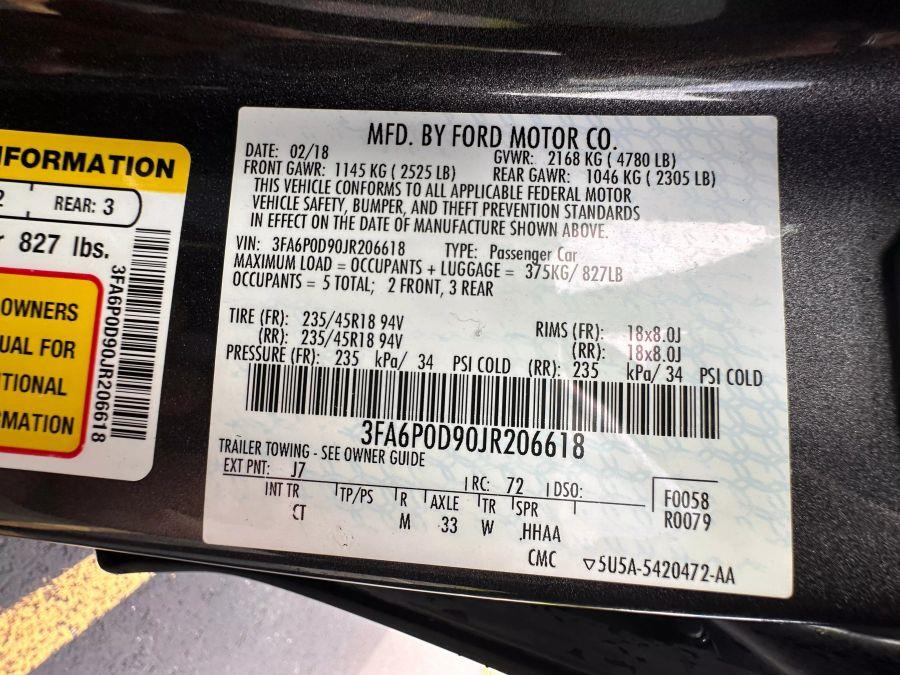 NFORMATION
2 REAR: 3
827 lbs.
OWNERS
UAL FOR
ITIONAL
RMATION
3FA6P0D90JR206618
MFD. BY FORD MOTOR CO.
DATE: 02/18 GVWR: 2168 KG ( 4780 LB)
FRONT GAWR: 1145 KG ( 2525 LB) REAR GAWR: 1046 KG ( 2305 LB)
THIS VEHICLE CONFORMS TO ALL APPLICABLE FEDERAL MOTOR
VEHICLE SAFETY, BUMPER, AND THEFT PREVENTION STANDARDS
IN EFFECT ON THE DATE OF MANUFACTURE SHOWN ABOVE.
VIN: 3FA6P0D90JR206618 TYPE: Passenger Car
MAXIMUM LOAD = OCCUPANTS + LUGGAGE = 375KG/ 827LB
OCCUPANTS = 5 TOTAL; 2 FRONT, 3 REAR
TIRE (FR): 235/45R18 94V RIMS (FR): 18x8.0J
(RR): 235/45R18 94V (RR): 18x8.0J
PRESSURE (FR): 235 kPa/ 34 PSI COLD (RR): 235 kPa/ 34 PSI COLD
3FA6P0D90JR206618
TRAILER TOWING - SEE OWNER GUIDE
EXT PNT: J7 RC: 72 DSO: F0058
INT TR TP/PS R AXLE TR SPR R0079
CT M 33 W HHAA
CMC ▽5U5A-5420472-AA